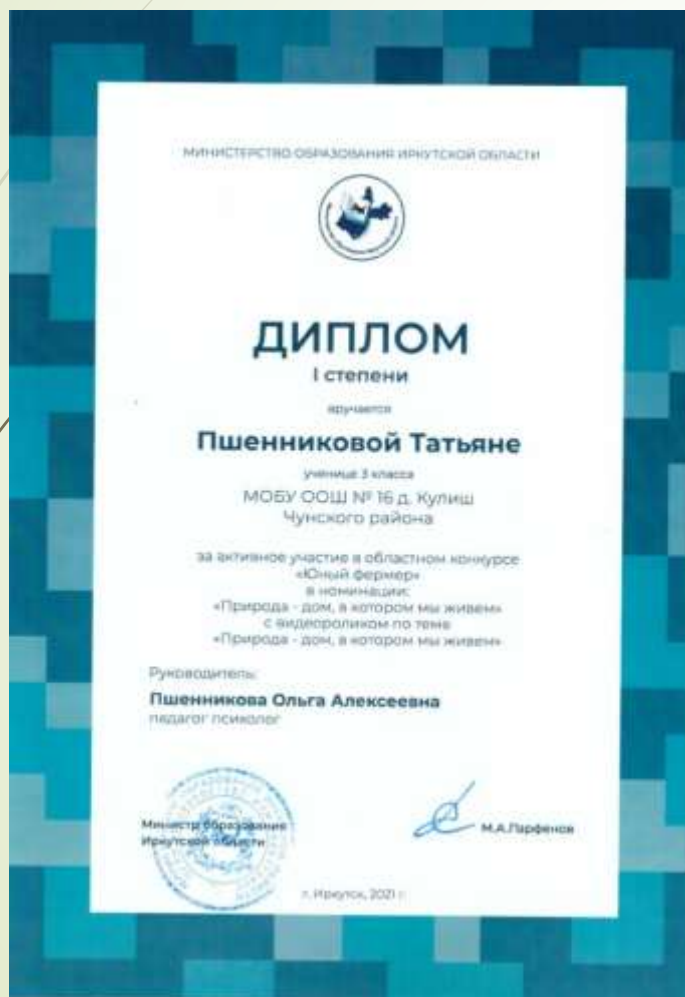 МИНИСТЕРСТВО ОБРАЗОВАНИЯ ИРКУТСКОЙ ОБЛАСТИ
ДИПЛОМ
I степени
вручается
Пшенниковой Татьяне
ученице 3 класса
МОБУ ООШ № 16 д. Кулиш
Чунского района
за активное участие в областном конкурсе
«Юный фермер»
в номинации:
«Природа - дом, в котором мы живем»
с видеороликом по теме
«Природа - дом, в котором мы живем»
Руководитель:
Пшенникова Ольга Алексеевна
педагог психолог
Министр образования
Иркутской области
М.А.Парфенов
г. Иркутск, 2021 г.